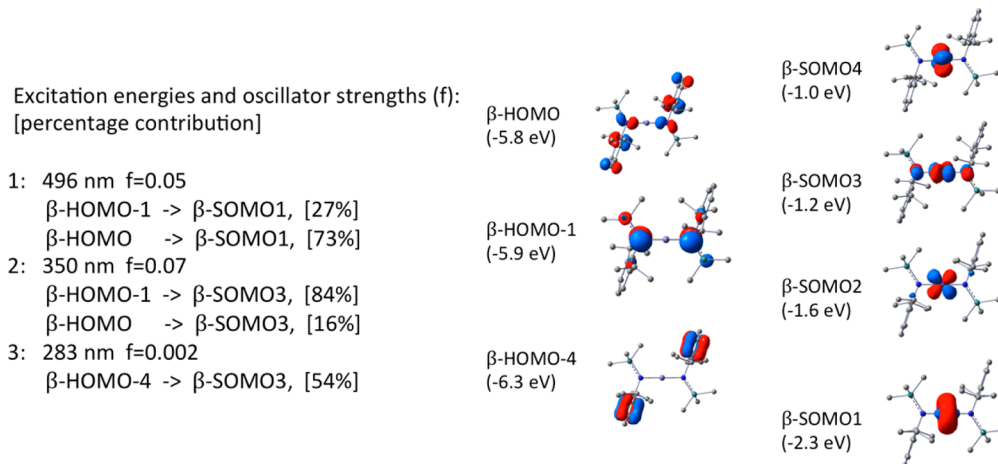 Excitation energies and oscillator strengths (f):
[percentage contribution]
1: 496 nm f=0.05
β-HOMO-1 -> β-SOMO1, [27%]
β-HOMO -> β-SOMO1, [73%]
2: 350 nm f=0.07
β-HOMO-1 -> β-SOMO3, [84%]
β-HOMO -> β-SOMO3, [16%]
3: 283 nm f=0.002
β-HOMO-4 -> β-SOMO3, [54%]
β-HOMO
(-5.8 eV)
β-HOMO-1
(-5.9 eV)
β-HOMO-4
(-6.3 eV)
β-SOMO4
(-1.0 eV)
β-SOMO3
(-1.2 eV)
β-SOMO2
(-1.6 eV)
β-SOMO1
(-2.3 eV)